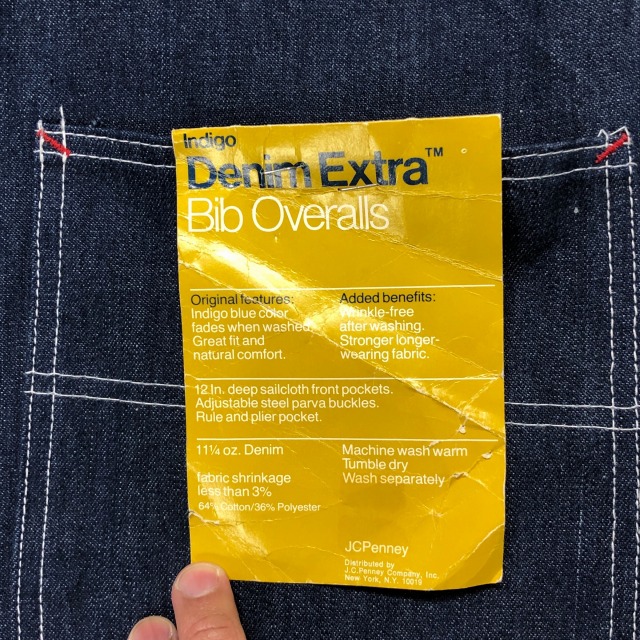 Indigo
Denim Extra™
Bib Overalls
Original features:
Indigo blue color
fades when washed.
Great fit and
natural comfort.
Added benefits:
Wrinkle-free
after washing.
Stronger longer-
wearing fabric.
12 In. deep sailcloth front pockets.
Adjustable steel parva buckles.
Rule and plier pocket.
11¼ oz. Denim
fabric shrinkage
less than 3%
64% Cotton/36% Polyester
Machine wash warm
Tumble dry
Wash separately
JCPenney
Distributed by
J.C.Penney Company, Inc.
New York, N.Y. 10019